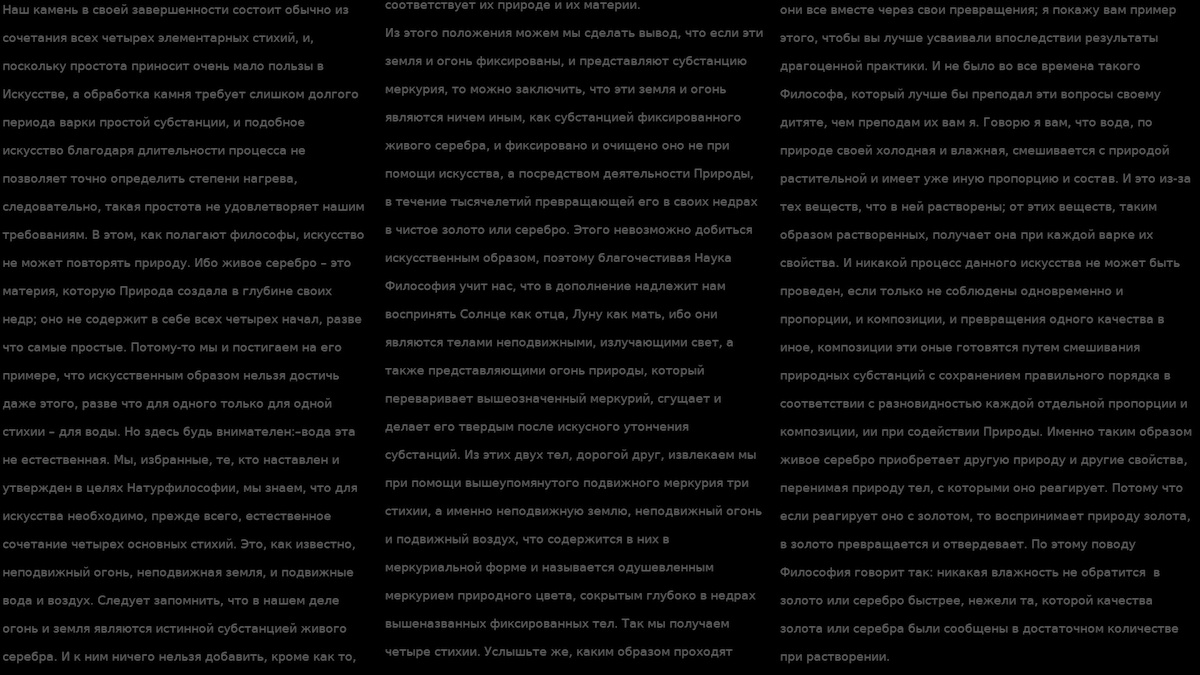 Наш камень в своей завершенности состоит обычно из
сочетания всех четырех элементарных стихий, и,
поскольку простота приносит очень мало пользы в
Искусстве, а обработка камня требует слишком долгого
периода варки простой субстанции, и подобное
искусство благодаря длительности процесса не
позволяет точно определить степени нагрева,
следовательно, такая простота не удовлетворяет нашим
требованиям. В этом, как полагают философы, искусство
не может повторять природу. Ибо живое серебро – это
материя, которую Природа создала в глубине своих
недр; оно не содержит в себе всех четырех начал, разве
что самые простые. Потому-то мы и постигаем на его
примере, что искусственным образом нельзя достичь
даже этого, разве что для одного только для одной
стихии – для воды. Но здесь будь внимателен:–вода эта
не естественная. Мы, избранные, те, кто наставлен и
утвержден в целях Натурфилософии, мы знаем, что для
искусства необходимо, прежде всего, естественное
сочетание четырех основных стихий. Это, как известно,
неподвижный огонь, неподвижная земля, и подвижные
вода и воздух. Следует запомнить, что в нашем деле
огонь и земля являются истинной субстанцией живого
серебра. И к ним ничего нельзя добавить, кроме как то,
соответствует их природе и их материи.
Из этого положения можем мы сделать вывод, что если эти
земля и огонь фиксированы, и представляют субстанцию
меркурия, то можно заключить, что эти земля и огонь
являются ничем иным, как субстанцией фиксированного
живого серебра, и фиксировано и очищено оно не при
помощи искусства, а посредством деятельности Природы,
в течение тысячелетий превращающей его в своих недрах
в чистое золото или серебро. Этого невозможно добиться
искусственным образом, поэтому благочестивая Наука
Философия учит нас, что в дополнение надлежит нам
воспринять Солнце как отца, Луну как мать, ибо они
являются телами неподвижными, излучающими свет, а
также представляющими огонь природы, который
переваривает вышеозначенный меркурий, сгущает и
делает его твердым после искусного утончения
субстанций. Из этих двух тел, дорогой друг, извлекаем мы
при помощи вышеупомянутого подвижного меркурия три
стихии, а именно неподвижную землю, неподвижный огонь
и подвижный воздух, что содержится в них в
меркуриальной форме и называется одушевленным
меркурием природного цвета, сокрытым глубоко в недрах
вышеназванных фиксированных тел. Так мы получаем
четыре стихии. Услышьте же, каким образом проходят
они все вместе через свои превращения; я покажу вам пример
этого, чтобы вы лучше усваивали впоследствии результаты
драгоценной практики. И не было во все времена такого
Философа, который лучше бы преподал эти вопросы своему
дитяте, чем преподам их вам я. Говорю я вам, что вода, по
природе своей холодная и влажная, смешивается с природой
растительной и имеет уже иную пропорцию и состав. И это из-за
тех веществ, что в ней растворены; от этих веществ, таким
образом растворенных, получает она при каждой варке их
свойства. И никакой процесс данного искусства не может быть
проведен, если только не соблюдены одновременно и
пропорции, и композиции, и превращения одного качества в
иное, композиции эти оные готовятся путем смешивания
природных субстанций с сохранением правильного порядка в
соответствии с разновидностью каждой отдельной пропорции и
композиции, ии при содействии Природы. Именно таким образом
живое серебро приобретает другую природу и другие свойства,
перенимая природу тел, с которыми оно реагирует. Потому что
если реагирует оно с золотом, то воспринимает природу золота,
в золото превращается и отвердевает. По этому поводу
Философия говорит так: никакая влажность не обратится  в
золото или серебро быстрее, нежели та, которой качества
золота или серебра были сообщены в достаточном количестве
при растворении.